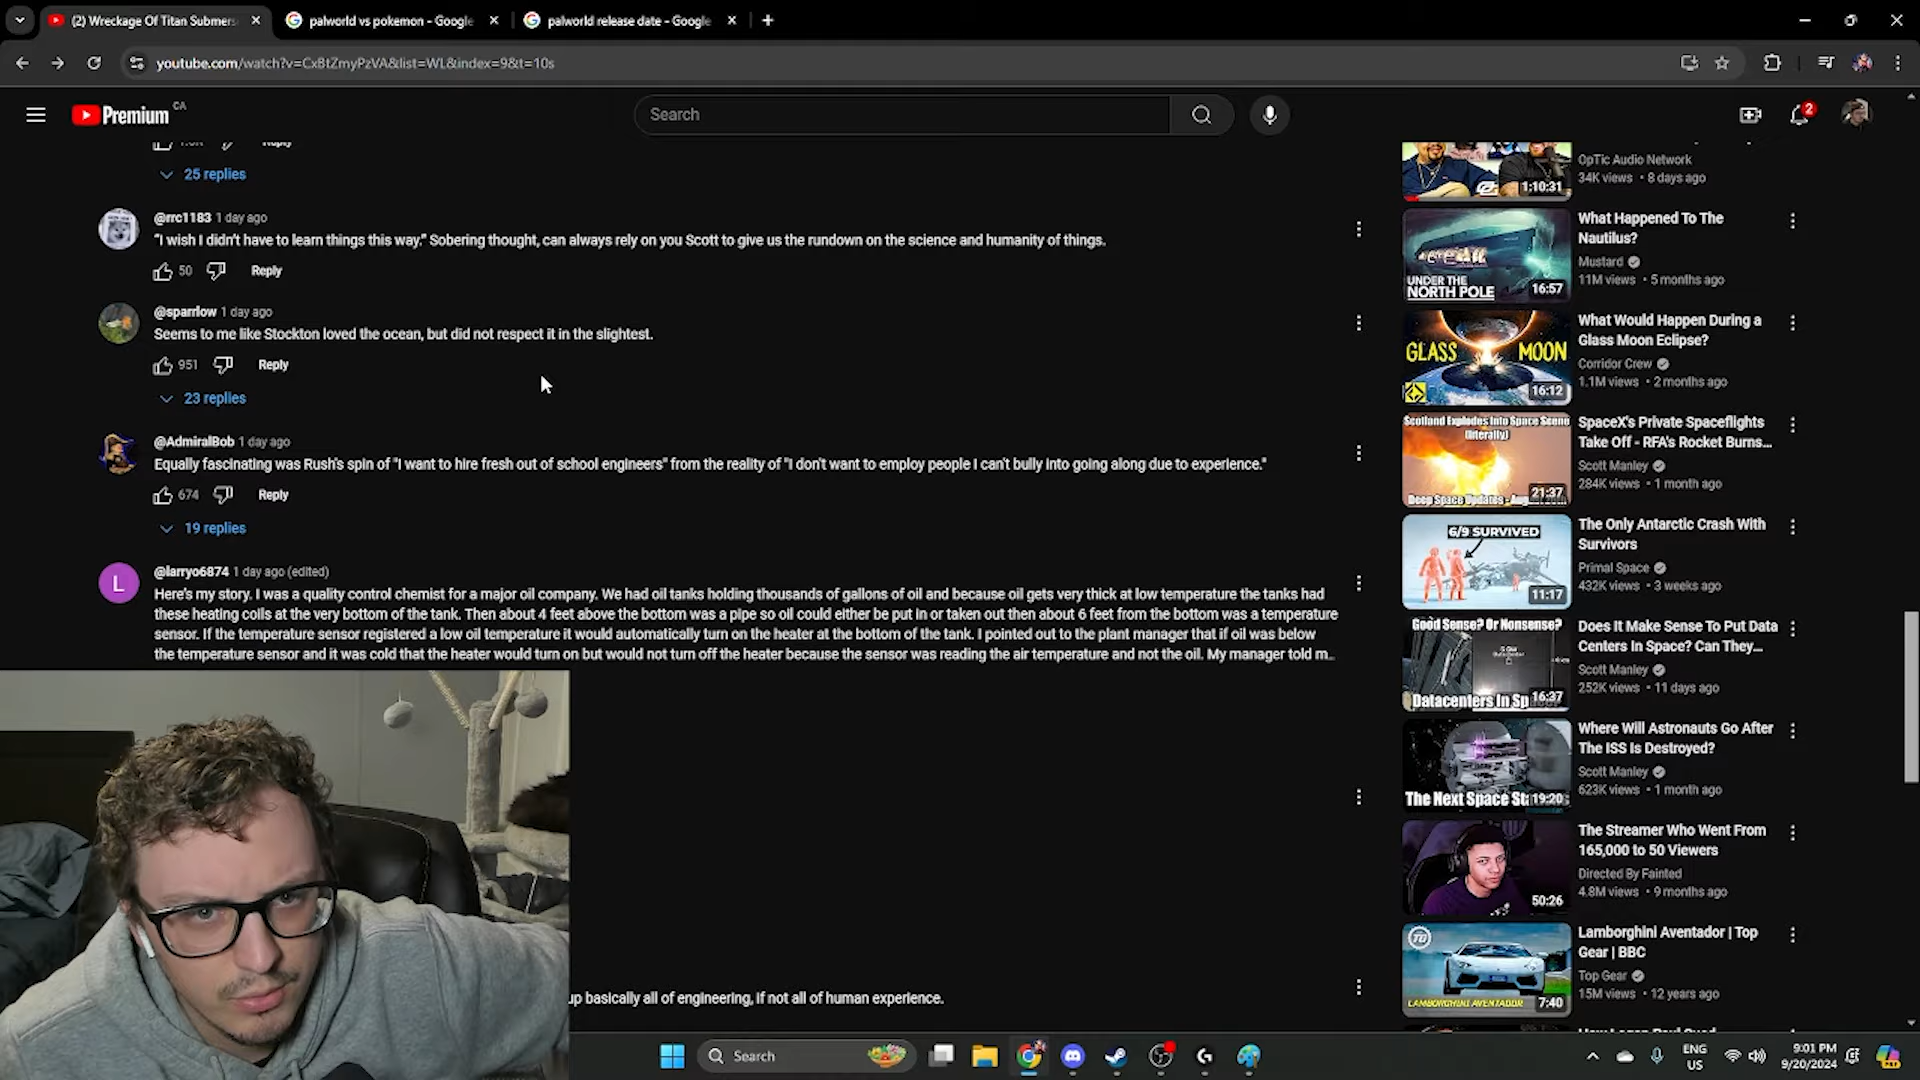 (2) Wreckage Of Titan Submers
palworld vs pokemon - Google
palworld release date - Google
youtube.com/watch?v=CxBtZmyPzVA&list=WL&index=9&t=10s
Premium CA
Search
2
Reply
25 replies
@rrc1183 1 day ago
"I wish I didn't have to learn things this way." Sobering thought, can always rely on you Scott to give us the rundown on the science and humanity of things.
50 Reply
@sparrlow 1 day ago
Seems to me like Stockton loved the ocean, but did not respect it in the slightest.
951 Reply
23 replies
@AdmiralBob 1 day ago
Equally fascinating was Rush's spin of "I want to hire fresh out of school engineers" from the reality of "I don't want to employ people I can't bully into going along due to experience."
674 Reply
19 replies
L
@larryo6874 1 day ago (edited)
Here's my story. I was a quality control chemist for a major oil company. We had oil tanks holding thousands of gallons of oil and because oil gets very thick at low temperature the tanks had
these heating coils at the very bottom of the tank. Then about 4 feet above the bottom was a pipe so oil could either be put in or taken out then about 6 feet from the bottom was a temperature
sensor. If the temperature sensor registered a low oil temperature it would automatically turn on the heater at the bottom of the tank. I pointed out to the plant manager that if oil was below
the temperature sensor and it was cold that the heater would turn on but would not turn off the heater because the sensor was reading the air temperature and not the oil. My manager told m...
up basically all of engineering, if not all of human experience.
1:10:31
OpTic Audio Network
34K views • 8 days ago
UNDER THE
NORTH POLE
16:57
What Happened To The
Nautilus?
Mustard
11M views • 5 months ago
GLASS MOON
16:12
What Would Happen During a
Glass Moon Eclipse?
Corridor Crew
1.1M views • 2 months ago
Scotland Explodes Into Space Scene
(literally)
21:37
SpaceX's Private Spaceflights
Take Off - RFA's Rocket Burns...
Scott Manley
284K views • 1 month ago
6/9 SURVIVED
11:17
The Only Antarctic Crash With
Survivors
Primal Space
432K views • 3 weeks ago
Good Sense? Or Nonsense?
Datacenters In
16:37
Does It Make Sense To Put Data
Centers In Space? Can They...
Scott Manley
252K views • 11 days ago
The Next Space
19:20
Where Will Astronauts Go After
The ISS Is Destroyed?
Scott Manley
623K views • 1 month ago
50:26
The Streamer Who Went From
165,000 to 50 Viewers
Directed By Fainted
4.8M views • 9 months ago
TG
LAMBORGHINI AVENTADOR
7:40
Lamborghini Aventador | Top
Gear | BBC
Top Gear
15M views • 12 years ago
Search
ENG
US
9:01 PM
9/20/2024